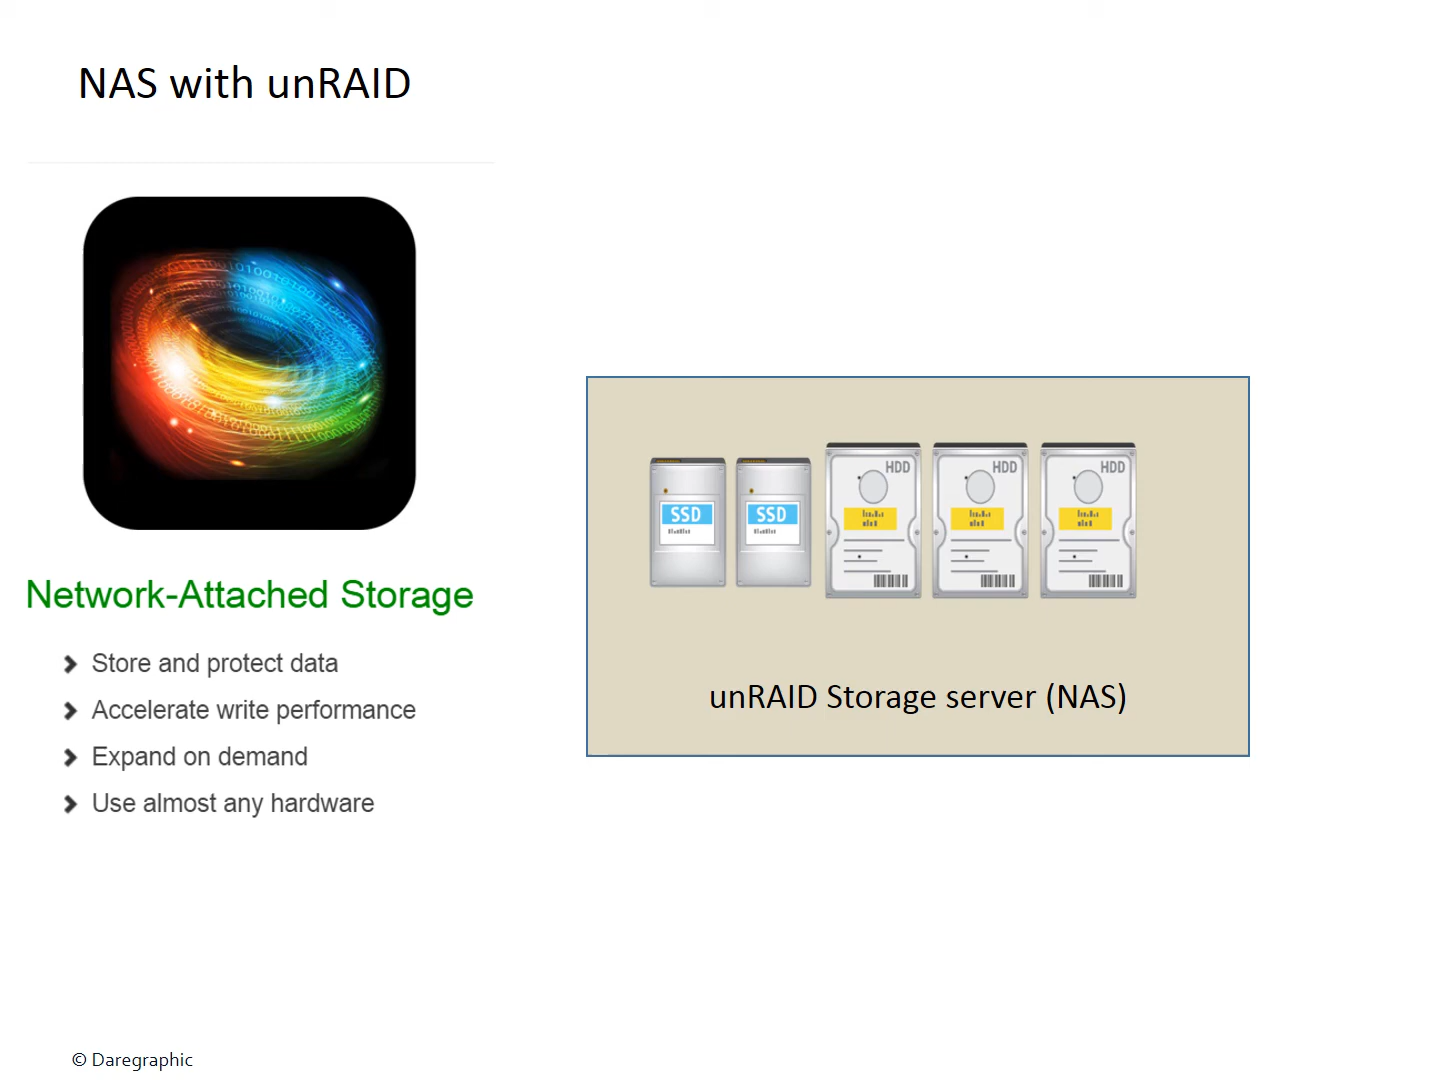 NAS with unRAID
Network-Attached Storage
Store and protect data
Accelerate write performance
Expand on demand
Use almost any hardware
SSD
SSD
HDD
HDD
HDD
unRAID Storage server (NAS)
© Daregraphic